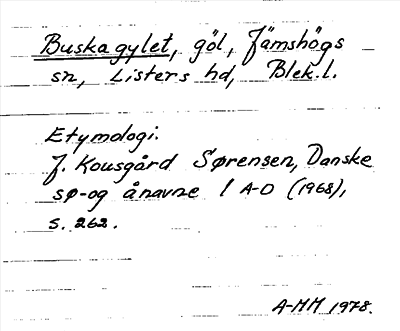 Buskagylet, göl, Jämshögs
sn, Listers hd, Blek.l.
Etymologi.
J. Kousgård Sørensen, Danske
sø- og ånavne 1 A-D (1968),
s. 262.
A-MM 1978.